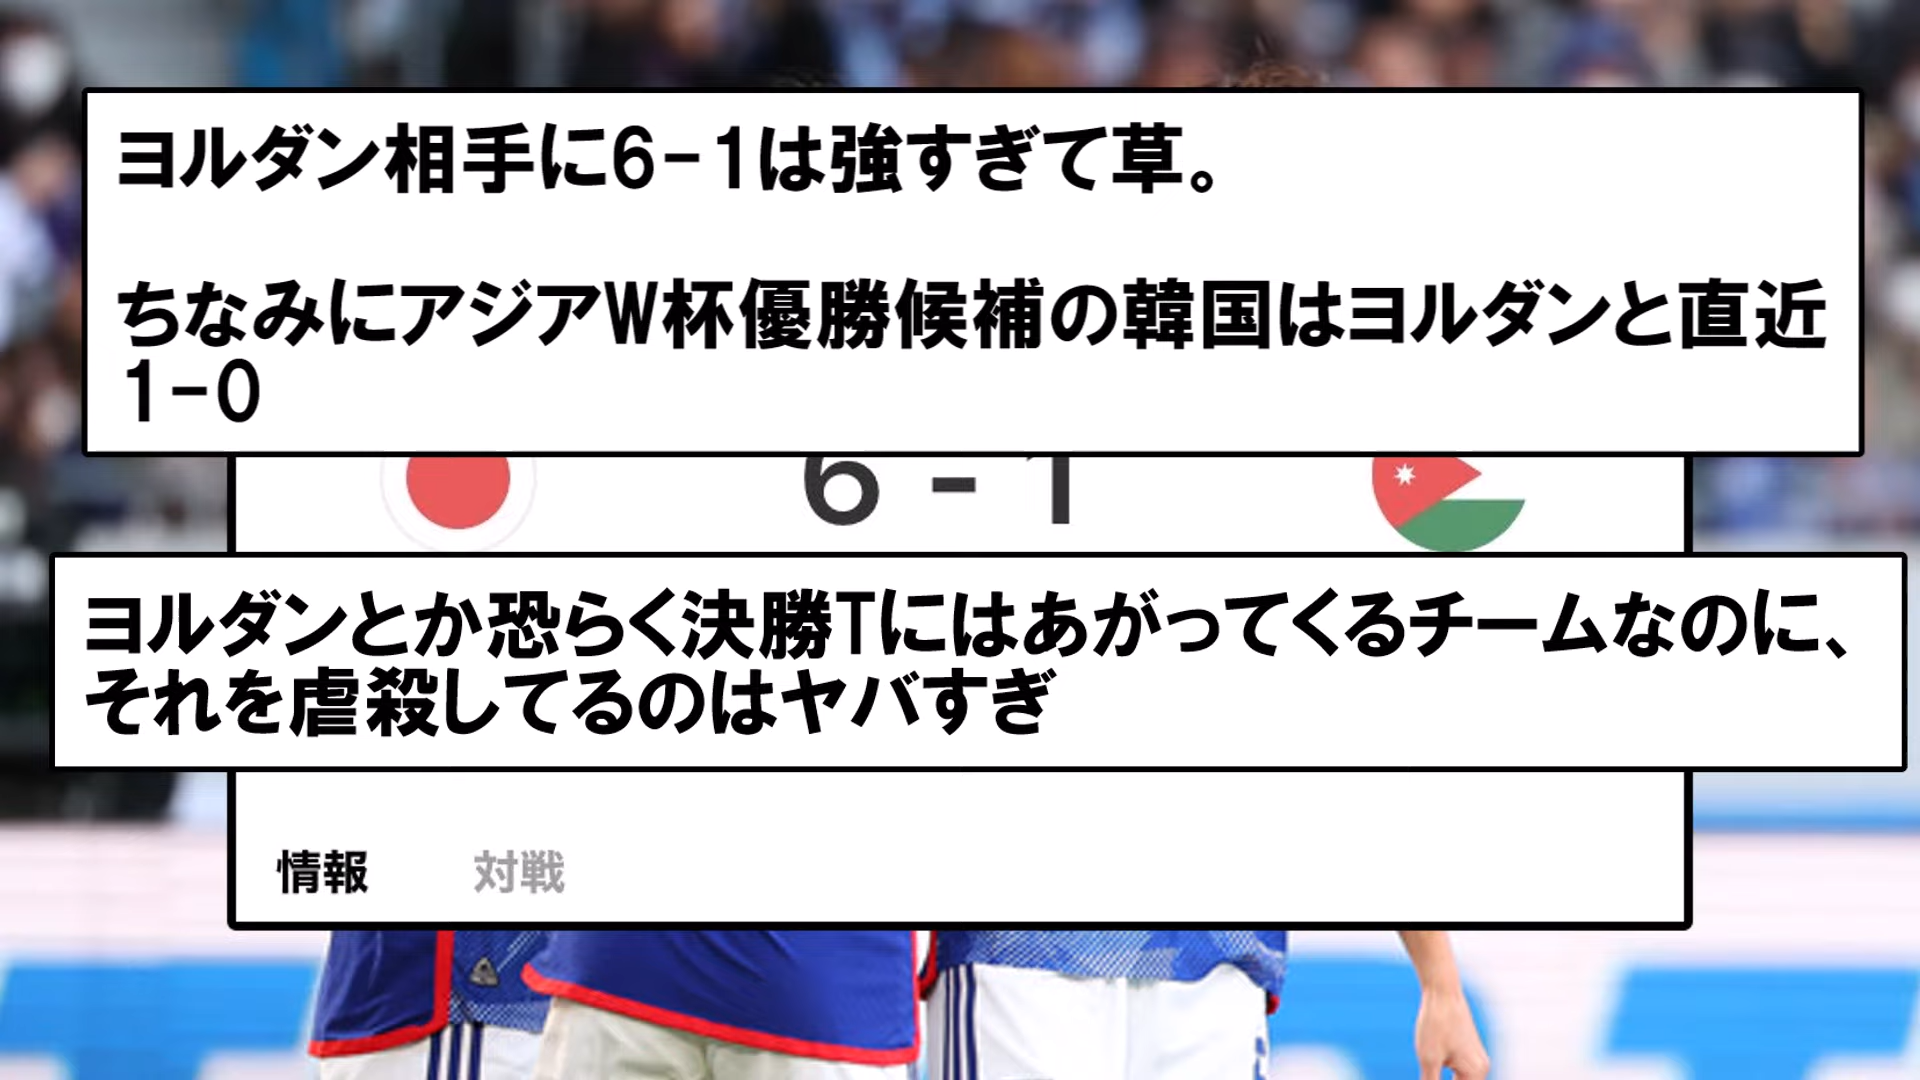 ヨルダン相手に6-1は強すぎて草。
ちなみにアジアW杯優勝候補の韓国はヨルダンと直近
1-0
6 - 1
ヨルダンとか恐らく決勝Tにはあがってくるチームなのに、
それを虐殺してるのはヤバすぎ
情報 対戦